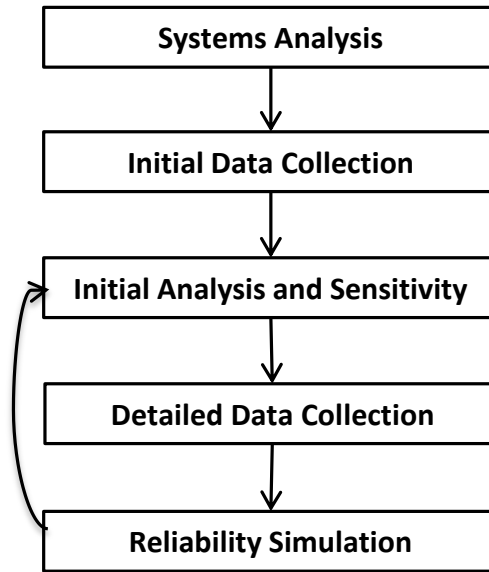 Systems Analysis
Initial Data Collection
Initial Analysis and Sensitivity
Detailed Data Collection
Reliability Simulation